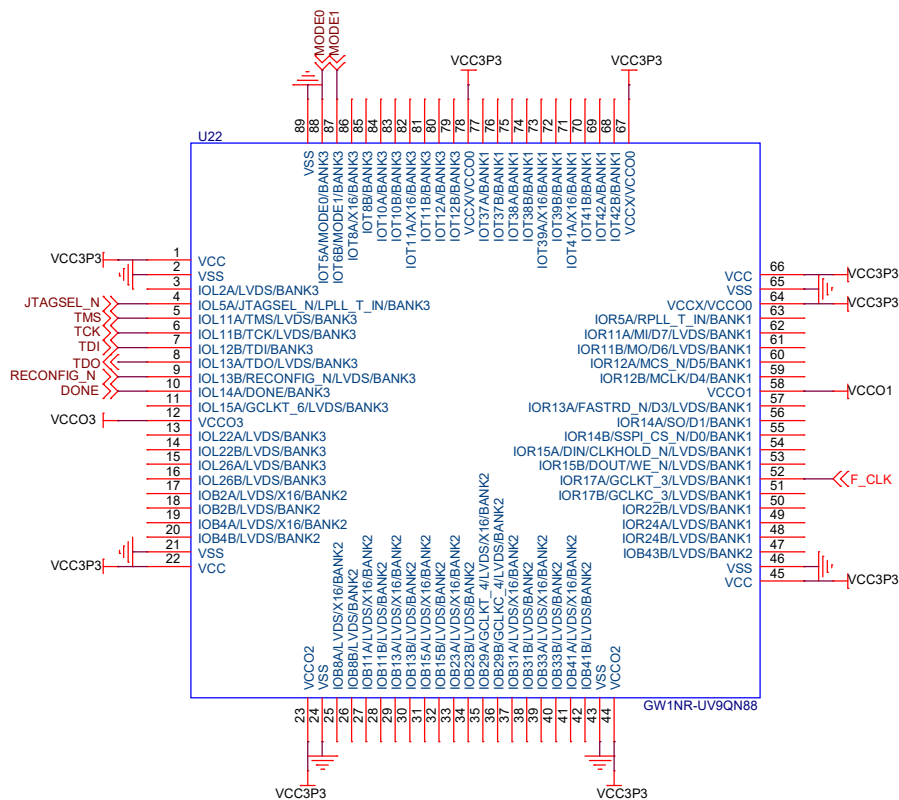 MODE0
MODE1
VCC3P3
VCC3P3
89
88
87
86
85
84
83
82
81
80
79
78
77
76
75
74
73
72
71
70
69
68
67
U22
VSS
IOT5A/MODE0/BANK3
IOT6B/MODE1/BANK3
IOT8A/X16/BANK3
IOT8B/BANK3
IOT10A/BANK3
IOT10B/BANK3
IOT11A/X16/BANK3
IOT11B/BANK3
IOT12A/BANK3
IOT12B/BANK3
VCCX/VCCO0
IOT37A/BANK1
IOT37B/BANK1
IOT38A/BANK1
IOT38B/BANK1
IOT39A/X16/BANK1
IOT39B/BANK1
IOT41A/X16/BANK1
IOT41B/BANK1
IOT42A/BANK1
IOT42B/BANK1
VCCX/VCCO0
VCC3P3 1 VCC
2 VSS
3 IOL2A/LVDS/BANK3
JTAGSEL_N 4 IOL5A/JTAGSEL_N/LPLL_T_IN/BANK3
TMS 5 IOL11A/TMS/LVDS/BANK3
TCK 6 IOL11B/TCK/LVDS/BANK3
TDI 7 IOL12B/TDI/BANK3
TDO 8 IOL13A/TDO/LVDS/BANK3
RECONFIG_N 9 IOL13B/RECONFIG_N/LVDS/BANK3
DONE 10 IOL14A/DONE/BANK3
11 IOL15A/GCLKT_6/LVDS/BANK3
VCCO3 12 VCCO3
13 IOL22A/LVDS/BANK3
14 IOL22B/LVDS/BANK3
15 IOL26A/LVDS/BANK3
16 IOL26B/LVDS/BANK3
17 IOB2A/LVDS/X16/BANK2
18 IOB2B/LVDS/BANK2
19 IOB4A/LVDS/X16/BANK2
20 IOB4B/LVDS/BANK2
21 VSS
VCC3P3 22 VCC
VCC 66 VCC3P3
VSS 65
VCCX/VCCO0 64 VCC3P3
IOR5A/RPLL_T_IN/BANK1 63
IOR11A/MI/D7/LVDS/BANK1 62
IOR11B/MO/D6/LVDS/BANK1 61
IOR12A/MCS_N/D5/BANK1 60
IOR12B/MCLK/D4/BANK1 59
VCCO1 58 VCCO1
IOR13A/FASTRD_N/D3/LVDS/BANK1 57
IOR14A/SO/D1/BANK1 56
IOR14B/SSPI_CS_N/D0/BANK1 55
IOR15A/DIN/CLKHOLD_N/LVDS/BANK1 54
IOR15B/DOUT/WE_N/LVDS/BANK1 53
IOR17A/GCLKT_3/LVDS/BANK1 52 F_CLK
IOR17B/GCLKC_3/LVDS/BANK1 51
IOR22B/LVDS/BANK1 50
IOR24A/LVDS/BANK1 49
IOR24B/LVDS/BANK1 48
IOB43B/LVDS/BANK2 47
VSS 46
VCC 45 VCC3P3
VCCO2
VSS
IOB8A/LVDS/X16/BANK2
IOB8B/LVDS/BANK2
IOB11A/LVDS/X16/BANK2
IOB11B/LVDS/BANK2
IOB13A/LVDS/X16/BANK2
IOB13B/LVDS/BANK2
IOB15A/LVDS/BANK2
IOB15B/LVDS/BANK2
IOB23A/LVDS/X16/BANK2
IOB23B/LVDS/BANK2
IOB29A/GCLKT_4/LVDS/X16/BANK2
IOB29B/GCLKC_4/LVDS/BANK2
IOB31A/LVDS/X16/BANK2
IOB31B/LVDS/BANK2
IOB33A/LVDS/X16/BANK2
IOB33B/LVDS/BANK2
IOB41A/LVDS/X16/BANK2
IOB41B/LVDS/BANK2
VSS
VCCO2
GW1NR-UV9QN88
23
24
25
26
27
28
29
30
31
32
33
34
35
36
37
38
39
40
41
42
43
44
VCC3P3
VCC3P3